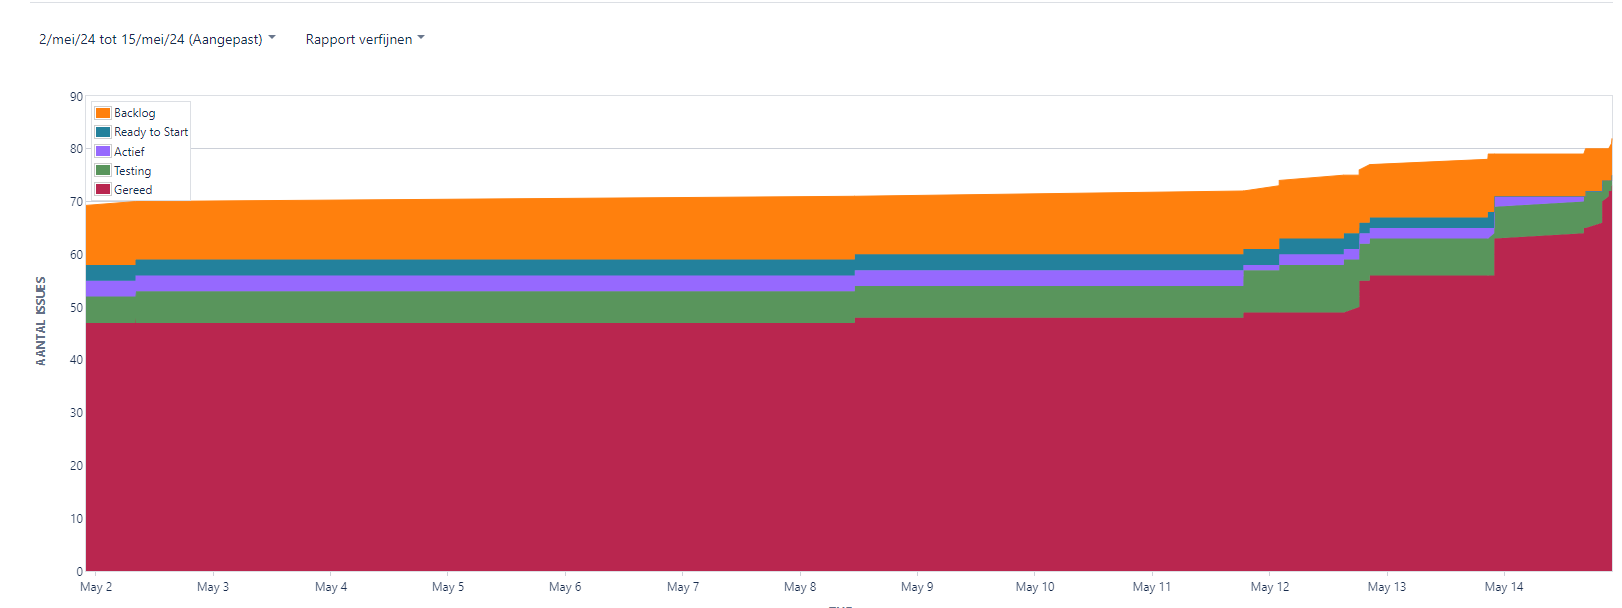 2/mei/24 tot 15/mei/24 (Aangepast)
Rapport verfijnen
90
80
70
60
50
40
30
20
10
0
AANTAL ISSUES
Backlog
Ready to Start
Actief
Testing
Gereed
May 2
May 3
May 4
May 5
May 6
May 7
May 8
May 9
May 10
May 11
May 12
May 13
May 14